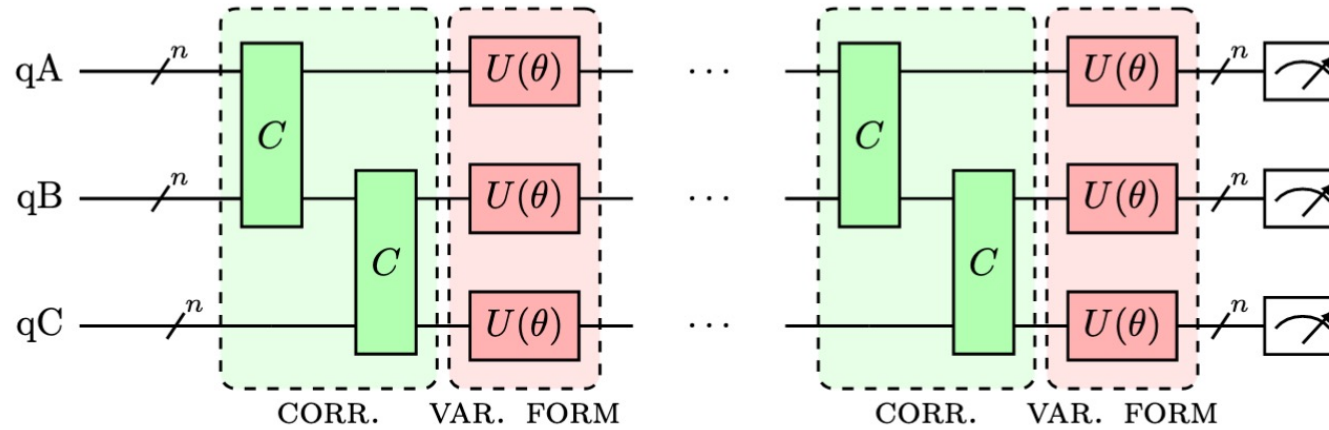 qA n C U(θ) ··· C U(θ) n
qB n U(θ) ··· U(θ) n
C C
qC n U(θ) ··· U(θ) n
CORR. VAR. FORM CORR. VAR. FORM